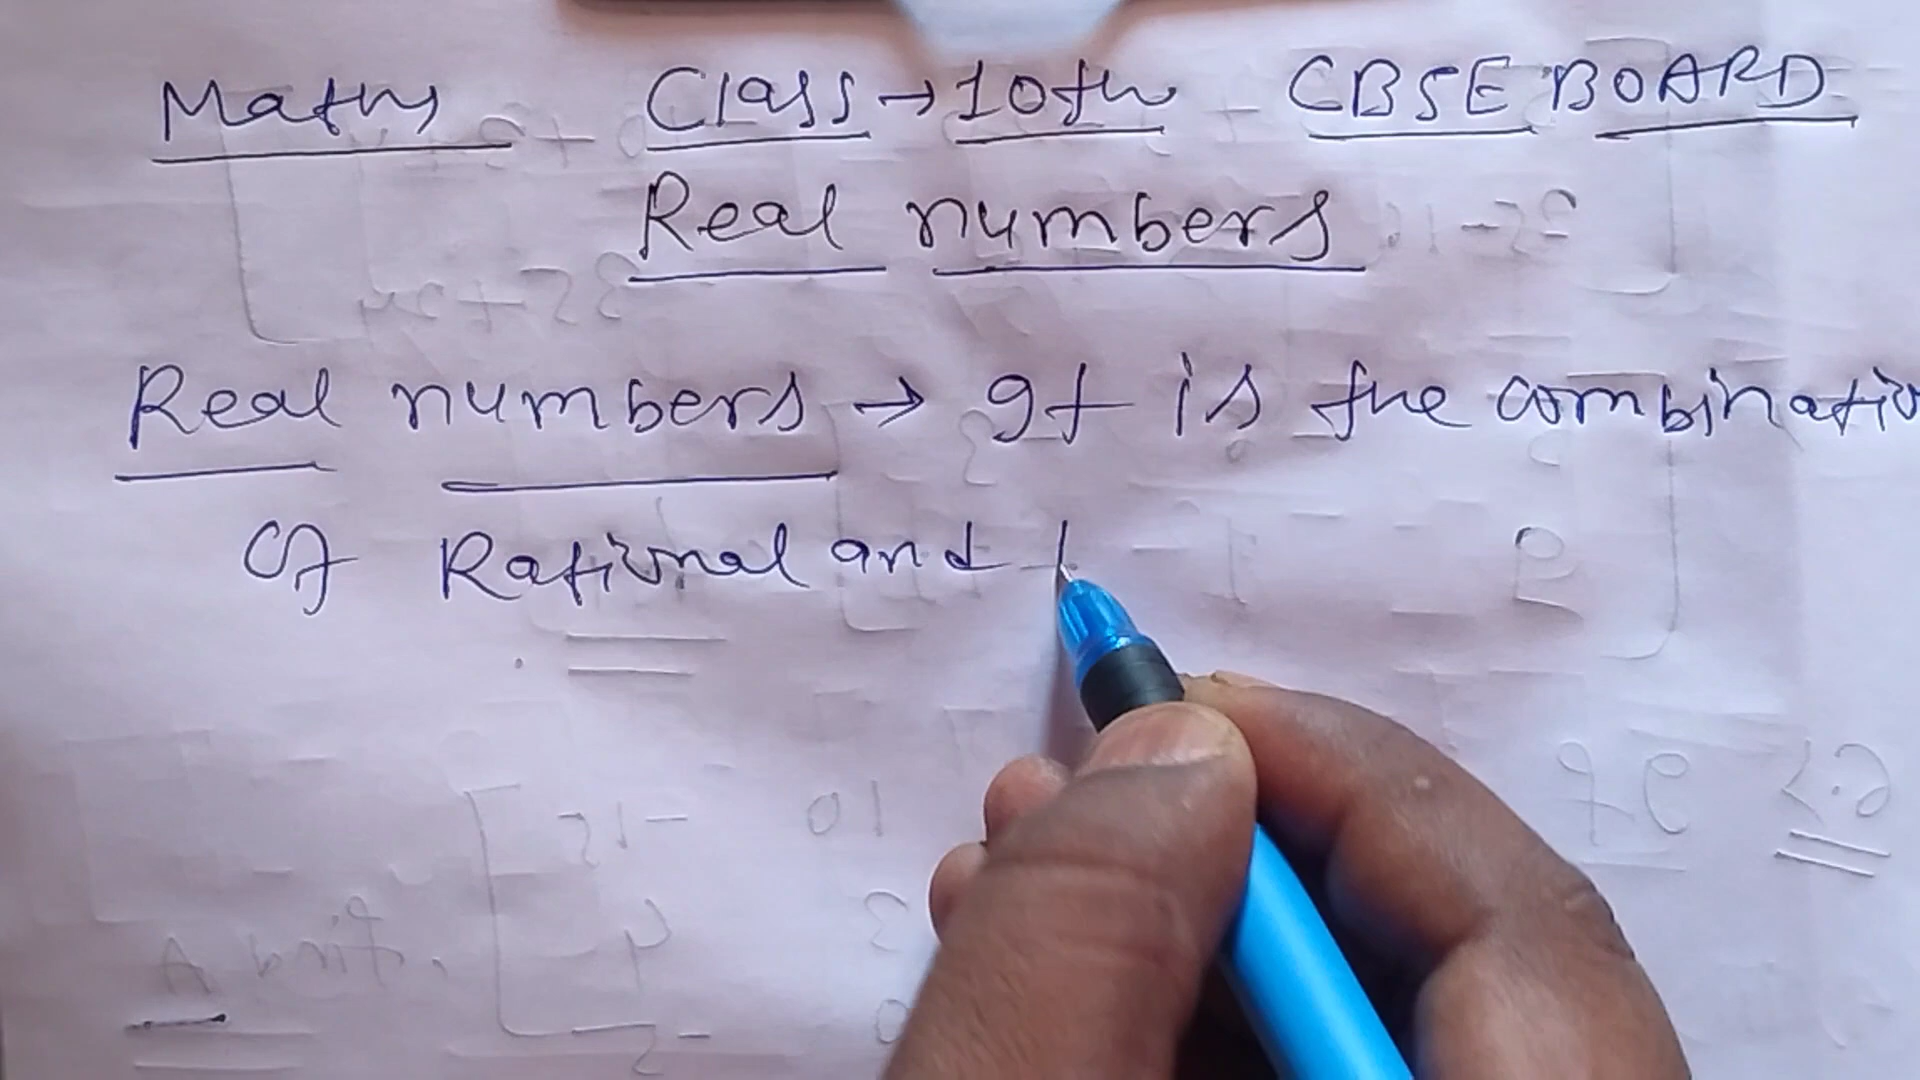 Maths Class → 10th CBSE BOARD
Real numbers
Real numbers → It is the combinatio
Of Rational and